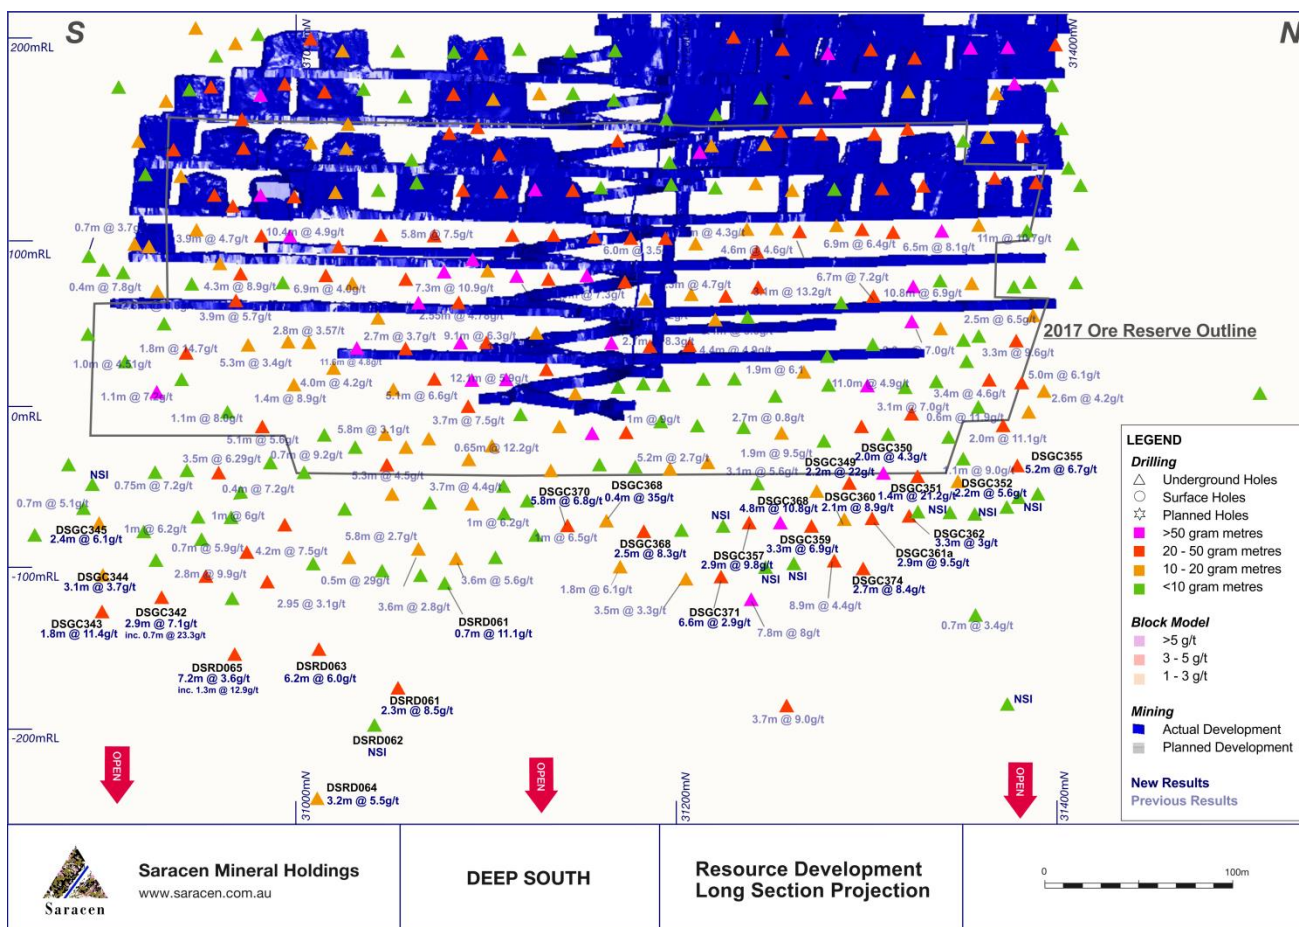 S
N
200mRL
31400mN
0.7m @ 3.7g/t
3.9m @ 4.7g/t
10.4m @ 4.9g/t
5.8m @ 7.5g/t
4.6m @ 4.6g/t
6.9m @ 6.4g/t
6.5m @ 8.1g/t
11m @ 10.7g/t
100mRL
0.4m @ 7.8g/t
4.3m @ 8.9g/t
6.9m @ 4.0g/t
7.3m @ 10.9g/t
6.7m @ 7.2g/t
10.8m @ 6.9g/t
3.9m @ 5.7g/t
2.5m @ 6.5g/t
2017 Ore Reserve Outline
2.8m @ 3.57g/t
2.7m @ 3.7g/t
3.3m @ 9.6g/t
1.8m @ 14.7g/t
1.0m @ 4.51g/t
5.3m @ 3.4g/t
11.6m @ 4.8g/t
12.1m @ 5.9g/t
1.9m @ 6.1
5.0m @ 6.1g/t
4.0m @ 4.2g/t
5.1m @ 6.6g/t
11.0m @ 4.9g/t
3.4m @ 4.6g/t
2.6m @ 4.2g/t
1.4m @ 8.9g/t
3.1m @ 7.0g/t
0mRL
1.1m @ 8.0g/t
3.7m @ 7.5g/t
2.7m @ 0.8g/t
0.6m @ 11.9g/t
5.1m @ 5.6g/t
5.8m @ 3.1g/t
2.0m @ 11.1g/t
0.7m @ 9.2g/t
0.65m @ 12.2g/t
1.9m @ 9.5g/t
DSGC350
2.0m @ 4.3g/t
3.5m @ 6.29g/t
5.2m @ 2.7g/t
DSGC349
2.2m @ 22g/t
DSGC355
5.2m @ 6.7g/t
NSI
0.75m @ 7.2g/t
5.3m @ 4.5g/t
3.1m @ 5.6g/t
0.4m @ 7.2g/t
3.7m @ 4.4g/t
DSGC370
5.8m @ 6.8g/t
DSGC368
0.4m @ 35g/t
DSGC368
4.8m @ 10.8g/t
DSGC360
2.1m @ 8.9g/t
DSGC351
1.4m @ 21.2g/t
DSGC352
2.2m @ 5.6g/t
NSI
0.7m @ 5.1g/t
DSGC345
2.4m @ 6.1g/t
1m @ 6.2g/t
1m @ 6g/t
1m @ 6.2g/t
1m @ 6.5g/t
NSI
DSGC362
3.3m @ 3g/t
0.7m @ 5.9g/t
4.2m @ 7.5g/t
5.8m @ 2.7g/t
DSGC368
2.5m @ 8.3g/t
DSGC357
2.9m @ 9.8g/t
DSGC359
3.3m @ 6.9g/t
DSGC361a
2.9m @ 9.5g/t
-100mRL
DSGC344
3.1m @ 3.7g/t
2.8m @ 9.9g/t
0.5m @ 29g/t
3.6m @ 5.6g/t
NSI
NSI
DSGC374
2.7m @ 8.4g/t
1.8m @ 6.1g/t
DSGC343
1.8m @ 11.4g/t
DSGC342
2.9m @ 7.1g/t
inc. 0.7m @ 23.3g/t
2.95 @ 3.1g/t
3.6m @ 2.8g/t
DSRD061
0.7m @ 11.1g/t
3.5m @ 3.3g/t
DSGC371
6.6m @ 2.9g/t
8.9m @ 4.4g/t
7.8m @ 8g/t
0.7m @ 3.4g/t
DSRD065
7.2m @ 3.6g/t
inc. 1.3m @ 12.9g/t
DSRD063
6.2m @ 6.0g/t
DSRD061
2.3m @ 8.5g/t
3.7m @ 9.0g/t
NSI
-200mRL
DSRD062
NSI
OPEN
OPEN
OPEN
DSRD064
3.2m @ 5.5g/t
31000mN
31200mN
31400mN
LEGEND
Drilling
Underground Holes
Surface Holes
Planned Holes
>50 gram metres
20 - 50 gram metres
10 - 20 gram metres
<10 gram metres
Block Model
>5 g/t
3 - 5 g/t
1 - 3 g/t
Mining
Actual Development
Planned Development
New Results
Previous Results
Saracen
Saracen Mineral Holdings
www.saracen.com.au
DEEP SOUTH
Resource Development
Long Section Projection
0
100m